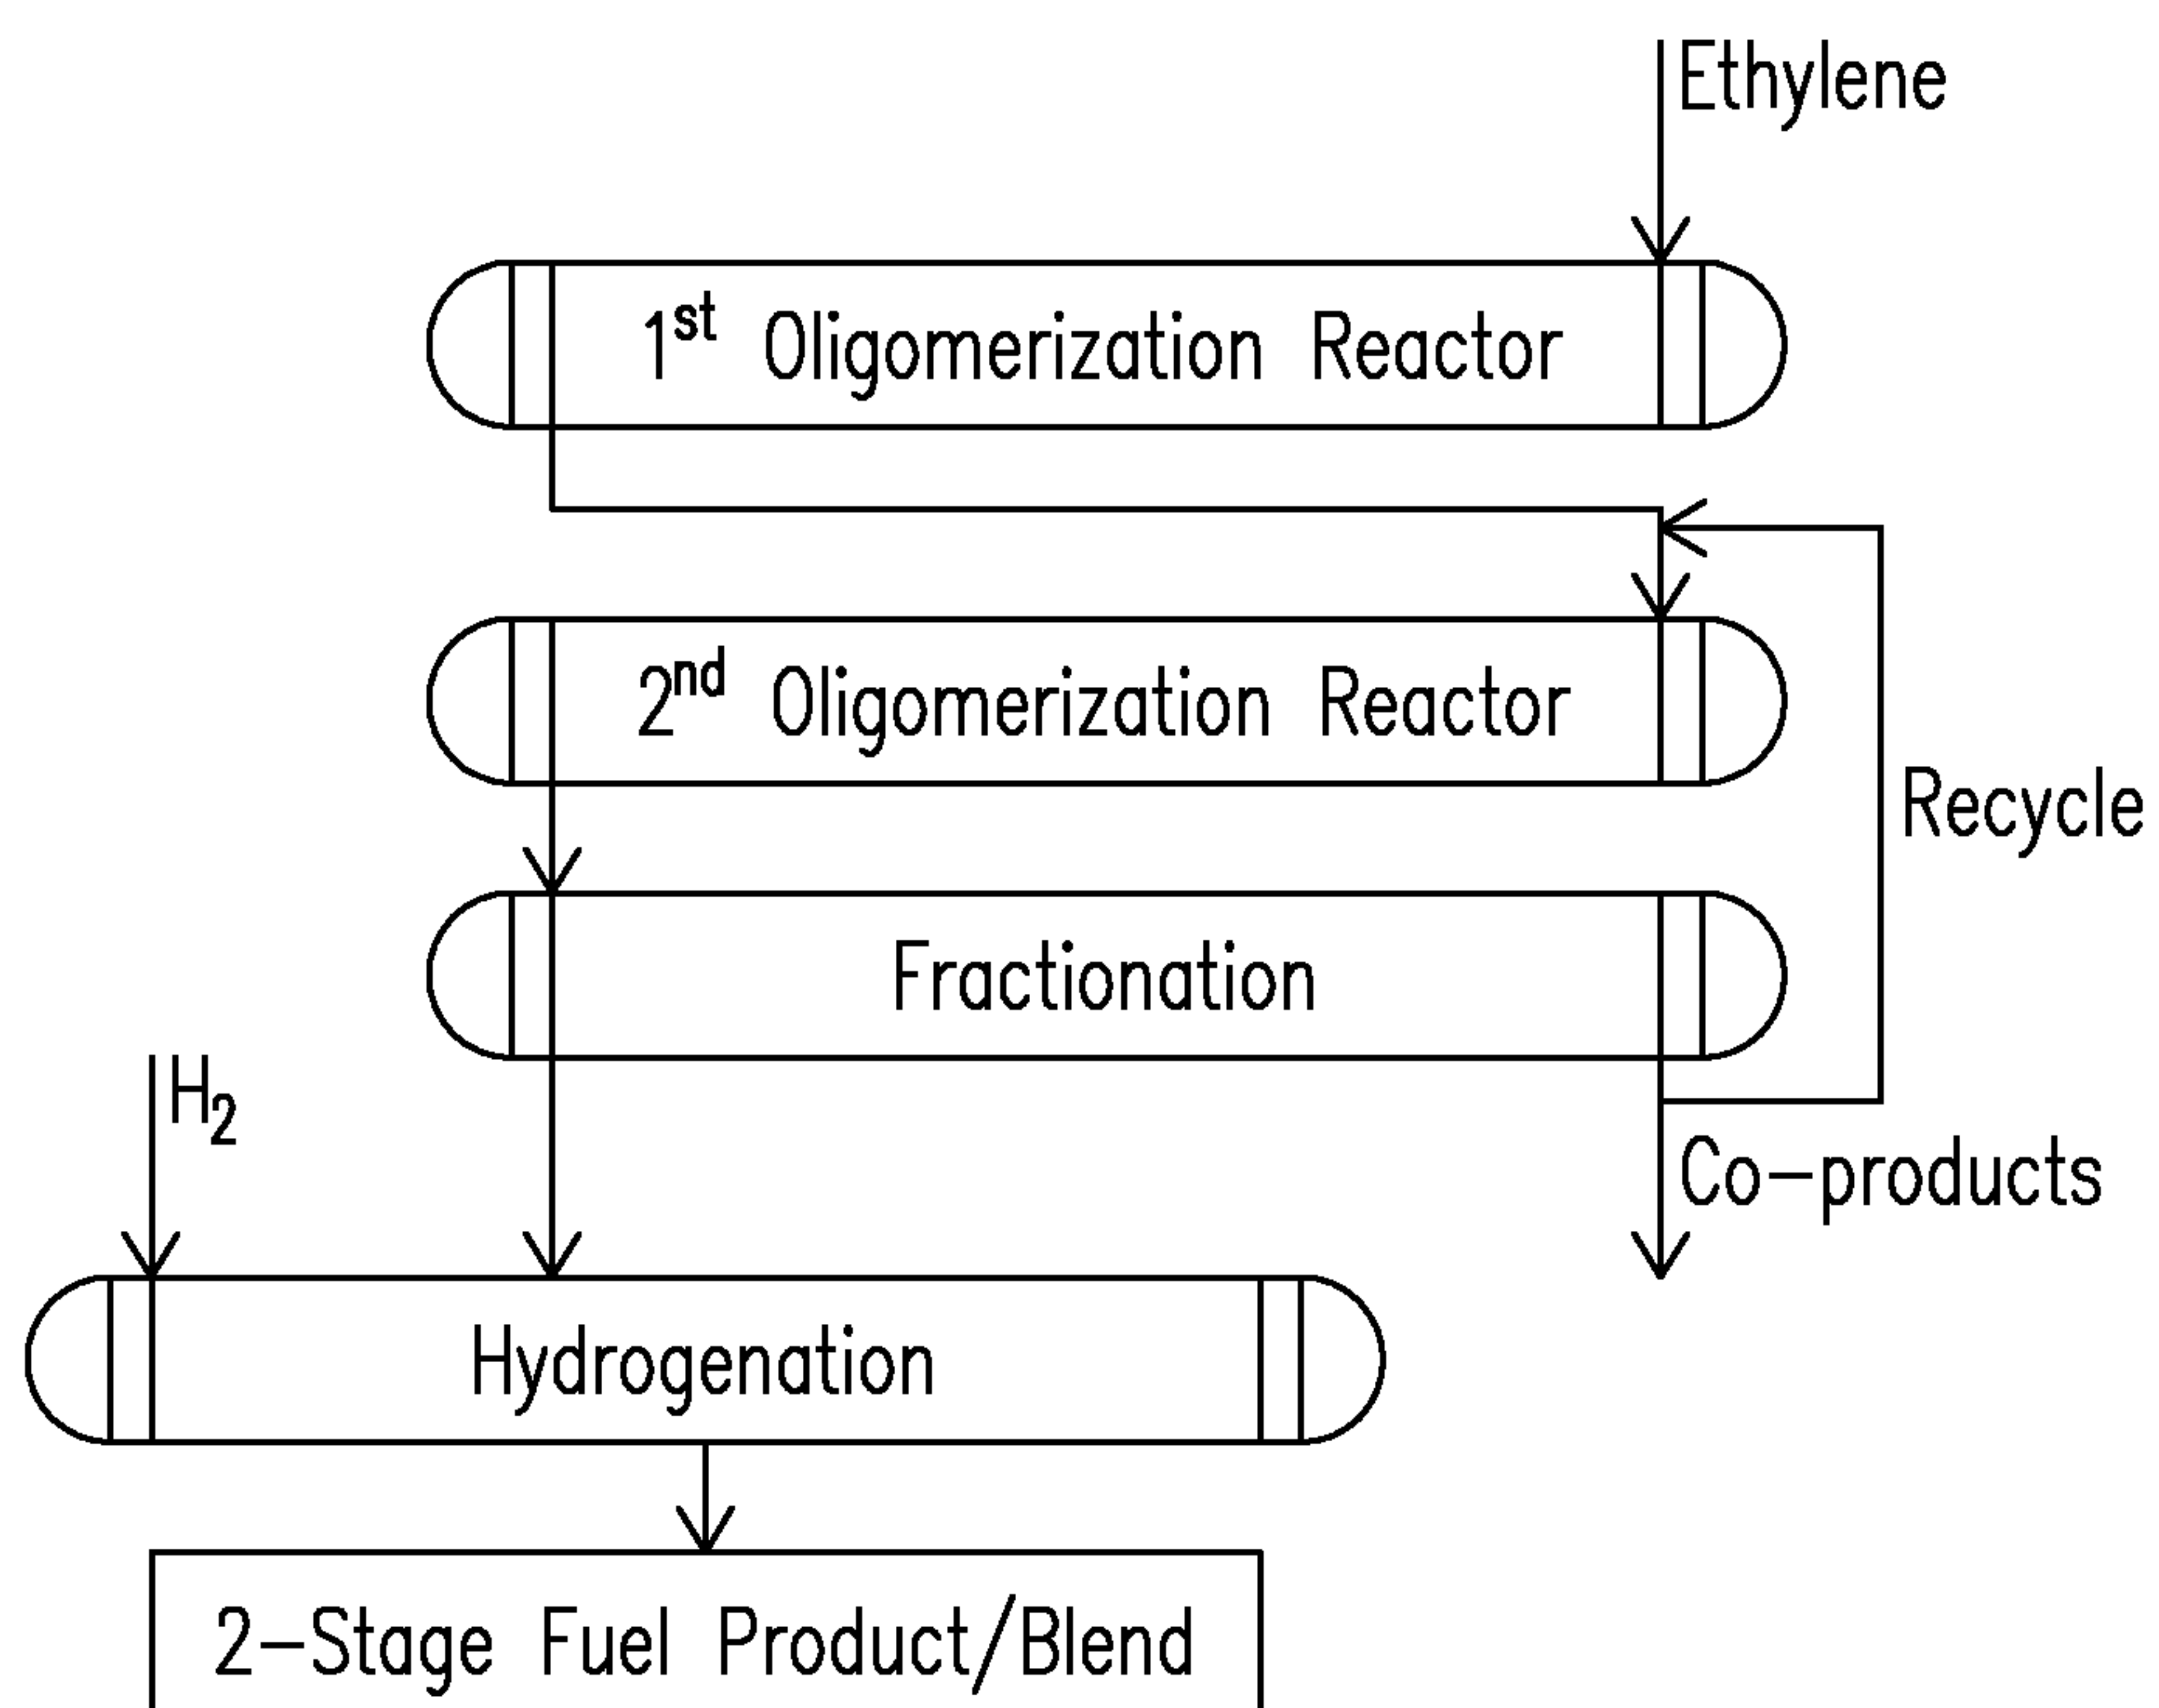 Ethylene
1st Oligomerization Reactor
2nd Oligomerization Reactor
Recycle
Fractionation
H2
Co-products
Hydrogenation
2-Stage Fuel Product/Blend